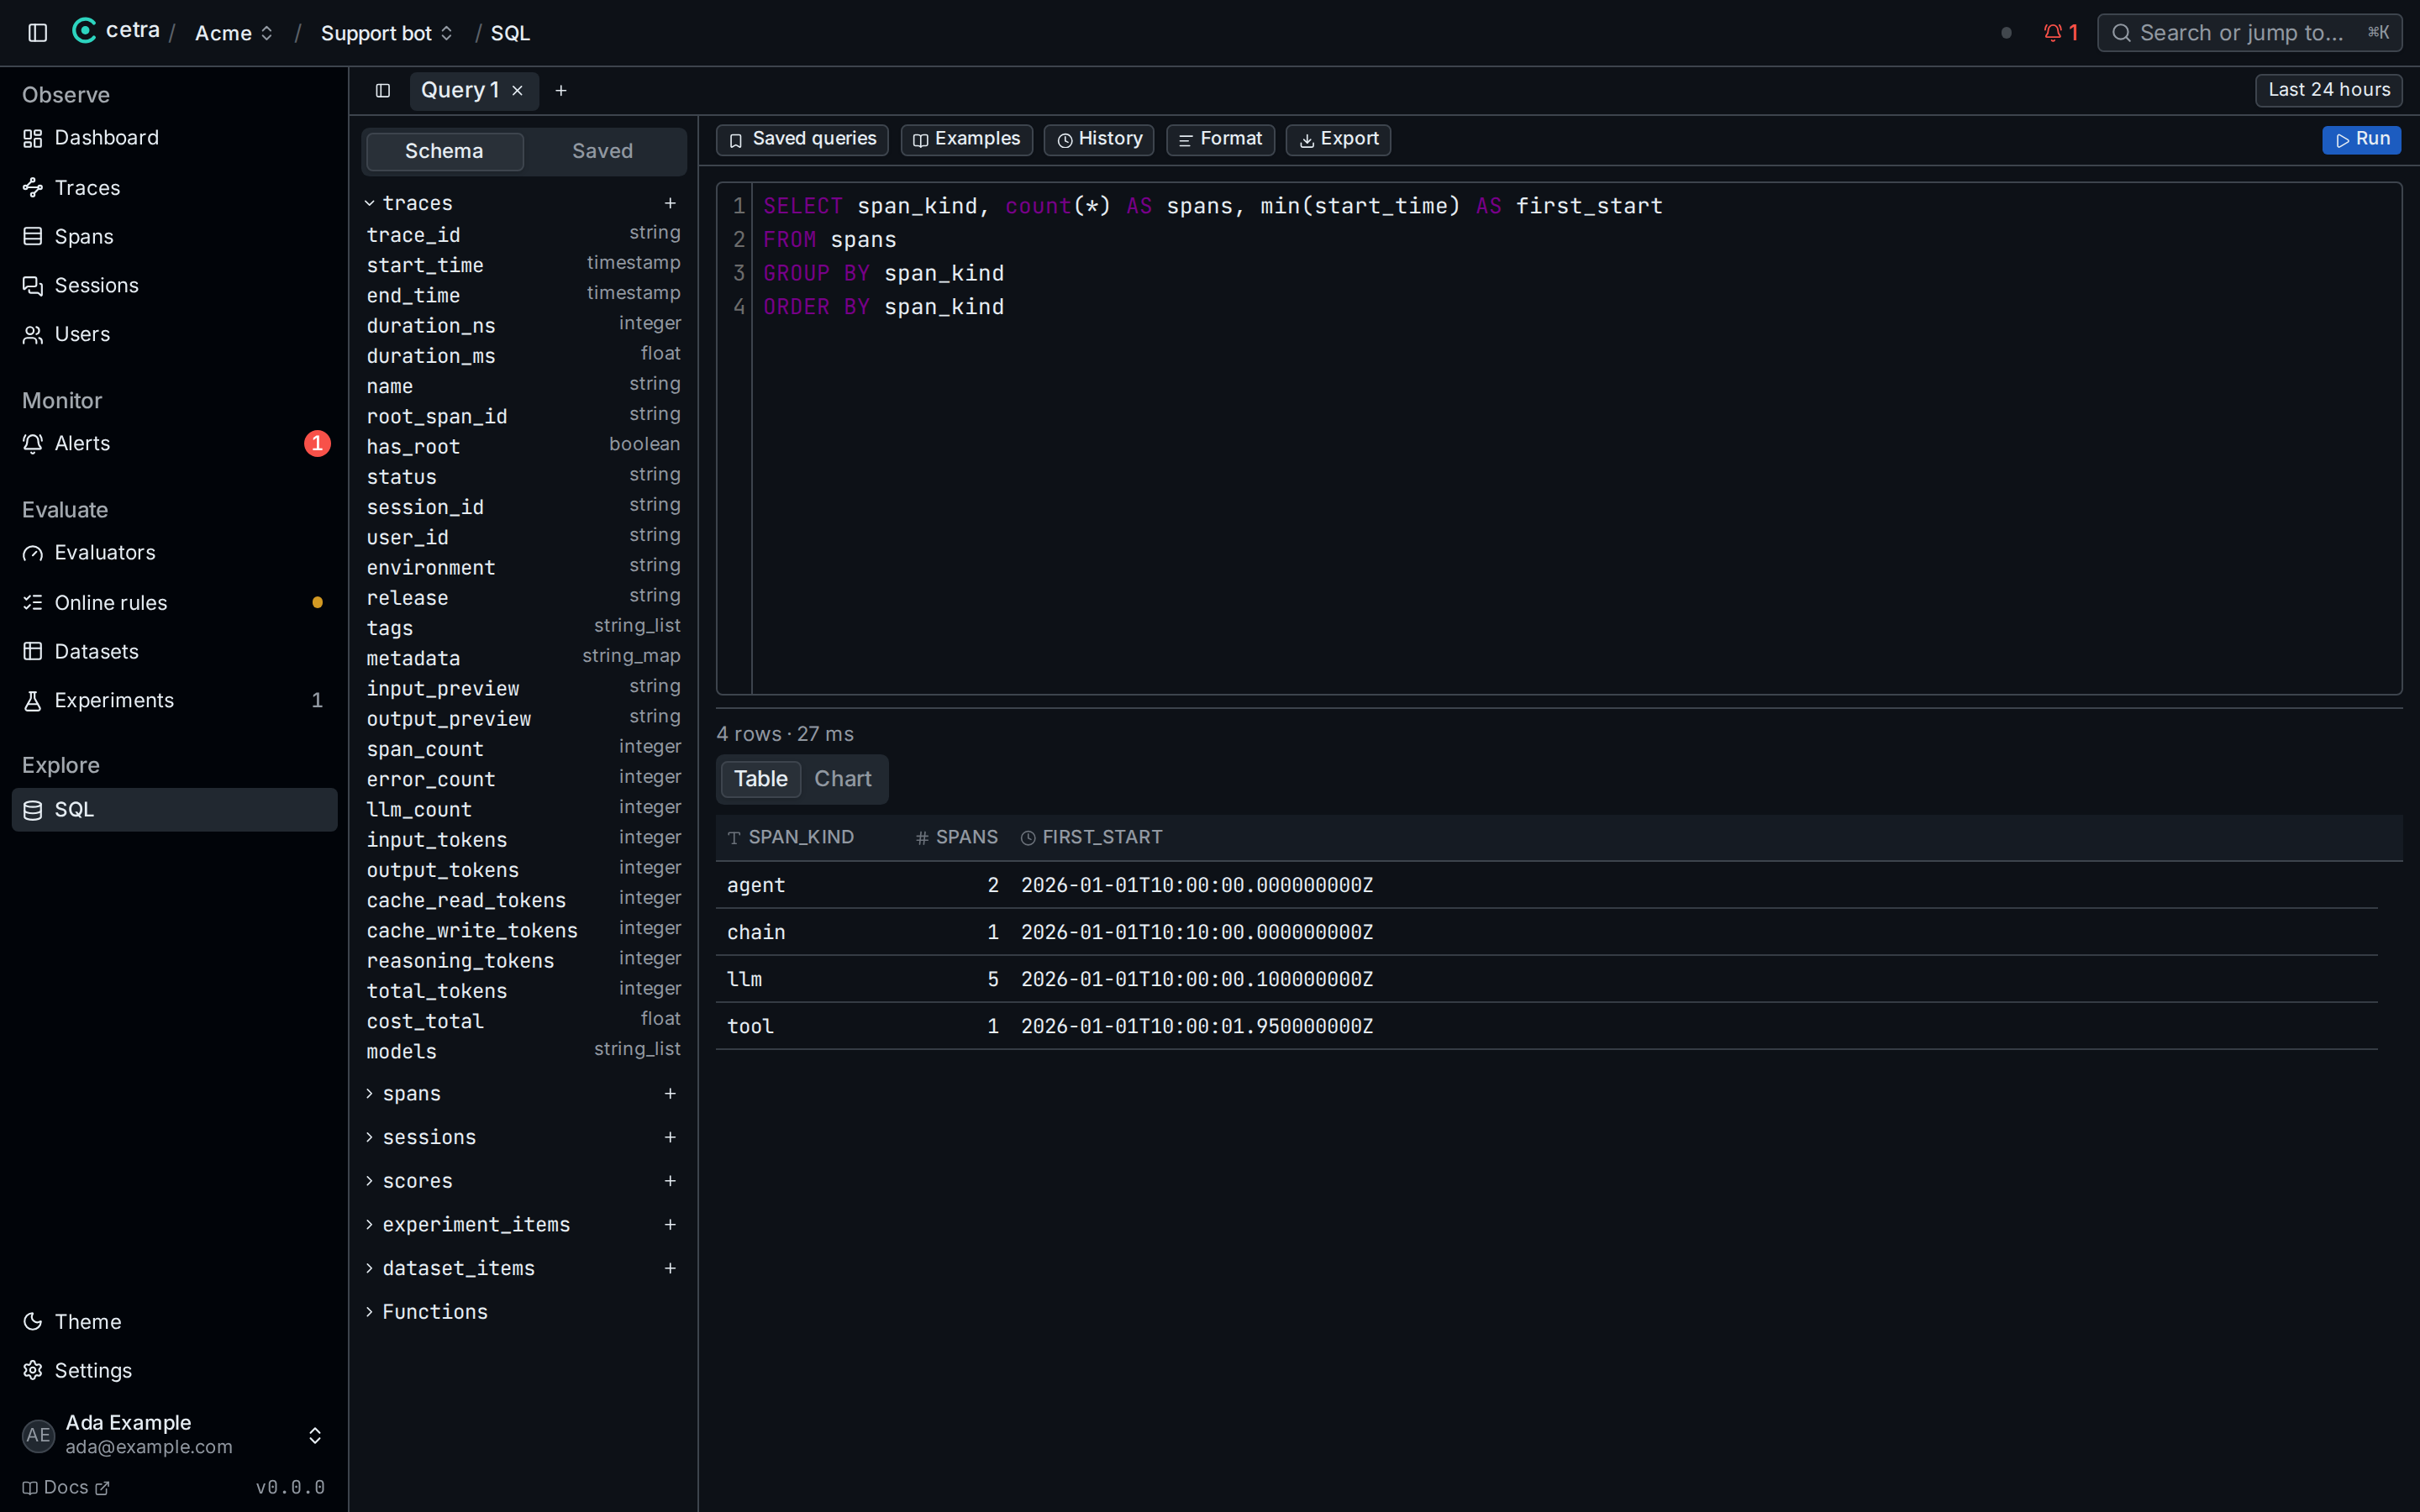 cetra / Acme / Support bot / SQL
1 Search or jump to... ⌘K
Observe
Dashboard
Traces
Spans
Sessions
Users
Monitor
Alerts 1
Evaluate
Evaluators
Online rules
Datasets
Experiments 1
Explore
SQL
Theme
Settings
AE Ada Example
ada@example.com
Docs v0.0.0
Query 1
Last 24 hours
Schema Saved
traces
trace_id string
start_time timestamp
end_time timestamp
duration_ns integer
duration_ms float
name string
root_span_id string
has_root boolean
status string
session_id string
user_id string
environment string
release string
tags string_list
metadata string_map
input_preview string
output_preview string
span_count integer
error_count integer
llm_count integer
input_tokens integer
output_tokens integer
cache_read_tokens integer
cache_write_tokens integer
reasoning_tokens integer
total_tokens integer
cost_total float
models string_list
spans
sessions
scores
experiment_items
dataset_items
Functions
Saved queries Examples History Format Export Run
1 SELECT span_kind, count(*) AS spans, min(start_time) AS first_start
2 FROM spans
3 GROUP BY span_kind
4 ORDER BY span_kind
4 rows · 27 ms
Table Chart
SPAN_KIND # SPANS FIRST_START
agent 2 2026-01-01T10:00:00.000000000Z
chain 1 2026-01-01T10:10:00.000000000Z
llm 5 2026-01-01T10:00:00.100000000Z
tool 1 2026-01-01T10:00:01.950000000Z